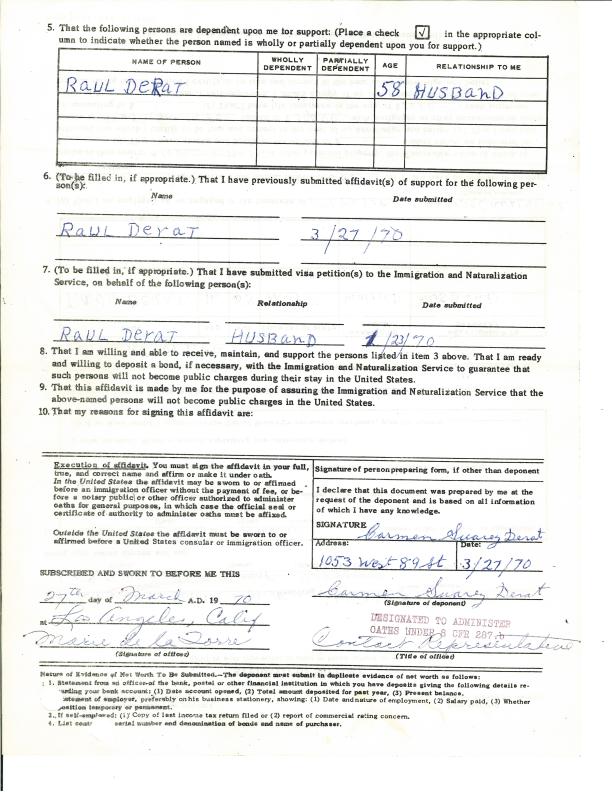 5. That the following persons are dependent upon me for support: (Place a check √ in the appropriate col-
umn to indicate whether the person named is wholly or partially dependent upon you for support.)
NAME OF PERSON WHOLLY DEPENDENT PARTIALLY DEPENDENT AGE RELATIONSHIP TO ME
RAUL DERAT 58 HUSBAND
6. (To be filled in, if appropriate.) That I have previously submitted affidavit(s) of support for the following per-
son(s):
Name Date submitted
RAUL DERAT 3/27/70
7. (To be filled in, if appropriate.) That I have submitted visa petition(s) to the Immigration and Naturalization
Service, on behalf of the following person(s):
Name Relationship Date submitted
RAUL DERAT HUSBAND 1/23/70
8. That I am willing and able to receive, maintain, and support the persons listed in item 3 above. That I am ready
and willing to deposit a bond, if necessary, with the Immigration and Naturalization Service to guarantee that
such persons will not become public charges during their stay in the United States.
9. That this affidavit is made by me for the purpose of assuring the Immigration and Naturalization Service that the
above-named persons will not become public charges in the United States.
10. That my reasons for signing this affidavit are:
Execution of affidavit. You must sign the affidavit in your full,
true, and correct name and affirm or make it under oath.
In the United States the affidavit may be sworn to or affirmed
before an immigration officer without the payment of fee, or be-
fore a notary public or other officer authorized to administer
oaths for general purposes, in which case the official seal or
certificate of authority to administer oaths must be affixed.
Outside the United States the affidavit must be sworn to or
affirmed before a United States consular or immigration officer.
Signature of person preparing form, if other than deponent
I declare that this document was prepared by me at the
request of the deponent and is based on all information
of which I have any knowledge.
SIGNATURE
Carmen Suarez Derat
Address: Date:
1053 West 89 St 3/27/70
SUBSCRIBED AND SWORN TO BEFORE ME THIS
27th day of March A.D. 19 70
Carmen Suarez Derat
(Signature of deponent)
at Los Angeles, Calif
DESIGNATED TO ADMINISTER
OATHS UNDER 8 CFR 287.
Marie De la Torre
Contact Representative
(Signature of officer) (Title of officer)
Nature of Evidence of Net Worth To Be Submitted.—The deponent must submit in duplicate evidence of net worth as follows:
1. Statement from an officer of the bank, postal or other financial institution in which you have deposits giving the following details re-
garding your bank account: (1) Date account opened, (2) Total amount deposited for past year, (3) Present balance.
of employer, preferably on his business stationery, showing: (1) Date and nature of employment, (2) Salary paid, (3) Whether
position temporary or permanent.
3. If self-employed: (1) Copy of last income tax return filed or (2) report of commercial rating concern.
4. List serial number and denomination of bonds and name of purchaser.